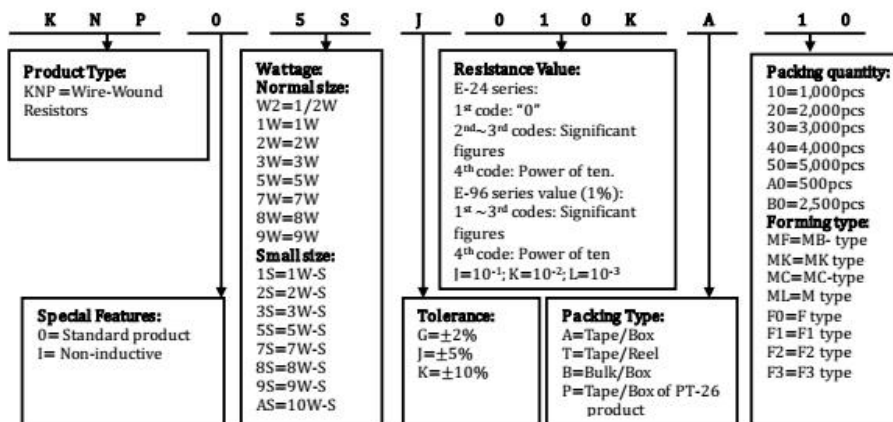 K N P 0 5 S J 0 1 0 K A 1 0
Product Type:
KNP =Wire-Wound
Resistors
Wattage:
Normal size:
W2=1/2W
1W=1W
2W=2W
3W=3W
5W=5W
7W=7W
8W=8W
9W=9W
Small size:
1S=1W-S
2S=2W-S
3S=3W-S
5S=5W-S
7S=7W-S
8S=8W-S
9S=9W-S
AS=10W-S
Resistance Value:
E-24 series:
1st code: “0”
2nd~3rd codes: Significant
figures
4th code: Power of ten.
E-96 series value (1%):
1st ~3rd codes: Significant
figures
4th code: Power of ten
J=10-1; K=10-2; L=10-3
Packing quantity:
10=1,000pcs
20=2,000pcs
30=3,000pcs
40=4,000pcs
50=5,000pcs
A0=500pcs
B0=2,500pcs
Forming type:
MF=MB- type
MK=MK type
MC=MC-type
ML=M type
F0=F type
F1=F1 type
F2=F2 type
F3=F3 type
Special Features:
0= Standard product
I= Non-inductive
Tolerance:
G=±2%
J=±5%
K=±10%
Packing Type:
A=Tape/Box
T=Tape/Reel
B=Bulk/Box
P=Tape/Box of PT-26
product